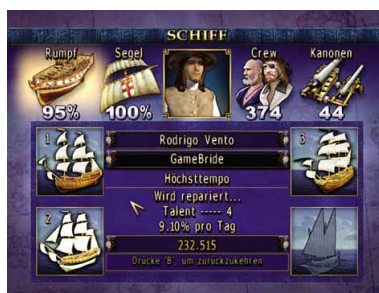 SCHIFF
Rumpf Segel Crew Kanonen
95% 100% 374 44
1 Rodrigo Vento 3
GameBride
Höchsttempo
Wird repariert...
Talent ----- 4
2 9.10% pro Tag
232.515
Drücke 'B', um zurückzukehren